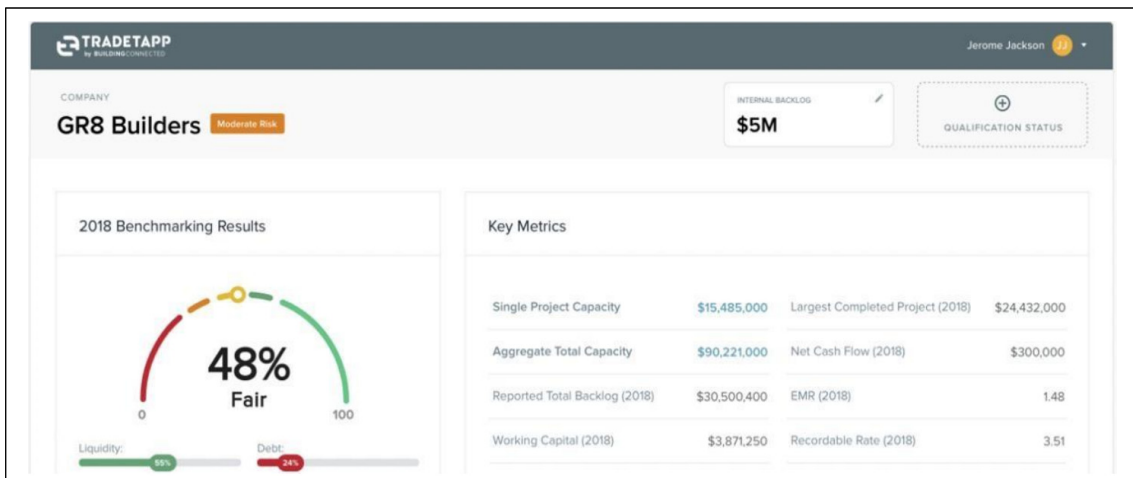 TRADETAPP
by BUILDINGCONNECTED
Jerome Jackson JJ
COMPANY
GR8 Builders Moderate Risk
INTERNAL BACKLOG
$5M
QUALIFICATION STATUS
2018 Benchmarking Results
48%
Fair
0 100
Liquidity: Debt:
55% 24%
Key Metrics
Single Project Capacity $15,485,000 Largest Completed Project (2018) $24,432,000
Aggregate Total Capacity $90,221,000 Net Cash Flow (2018) $300,000
Reported Total Backlog (2018) $30,500,400 EMR (2018) 1.48
Working Capital (2018) $3,871,250 Recordable Rate (2018) 3.51